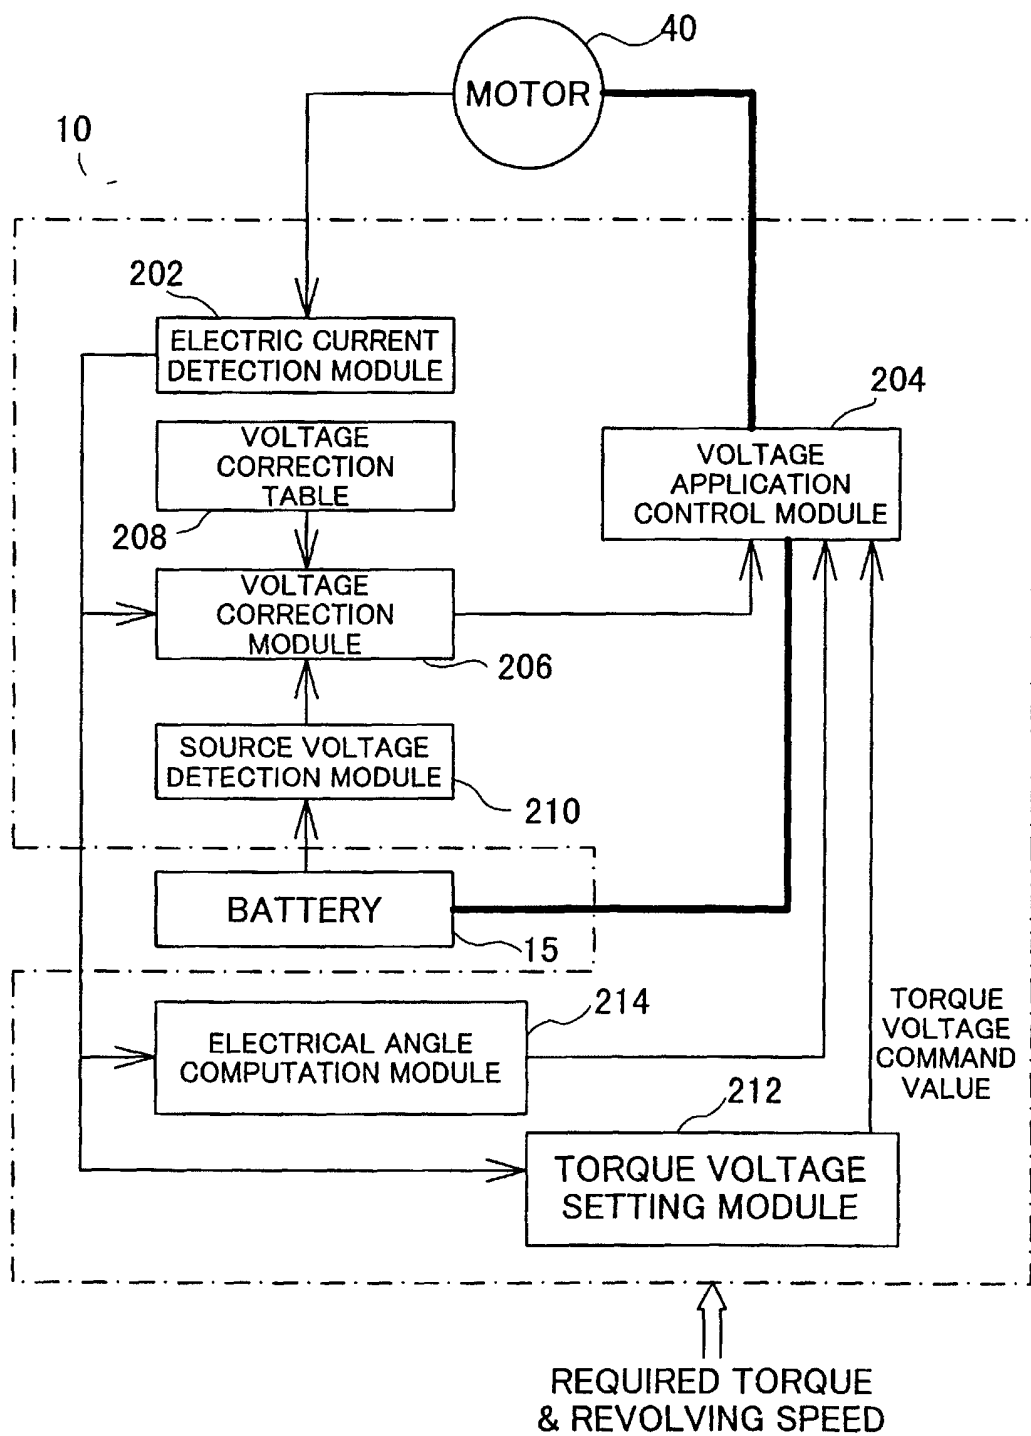 40
MOTOR
10
202
ELECTRIC CURRENT
DETECTION MODULE
204
VOLTAGE
CORRECTION
TABLE
208
VOLTAGE
APPLICATION
CONTROL MODULE
VOLTAGE
CORRECTION
MODULE
206
SOURCE VOLTAGE
DETECTION MODULE
210
BATTERY
15
214
ELECTRICAL ANGLE
COMPUTATION MODULE
TORQUE
VOLTAGE
COMMAND
VALUE
212
TORQUE VOLTAGE
SETTING MODULE
REQUIRED TORQUE
& REVOLVING SPEED